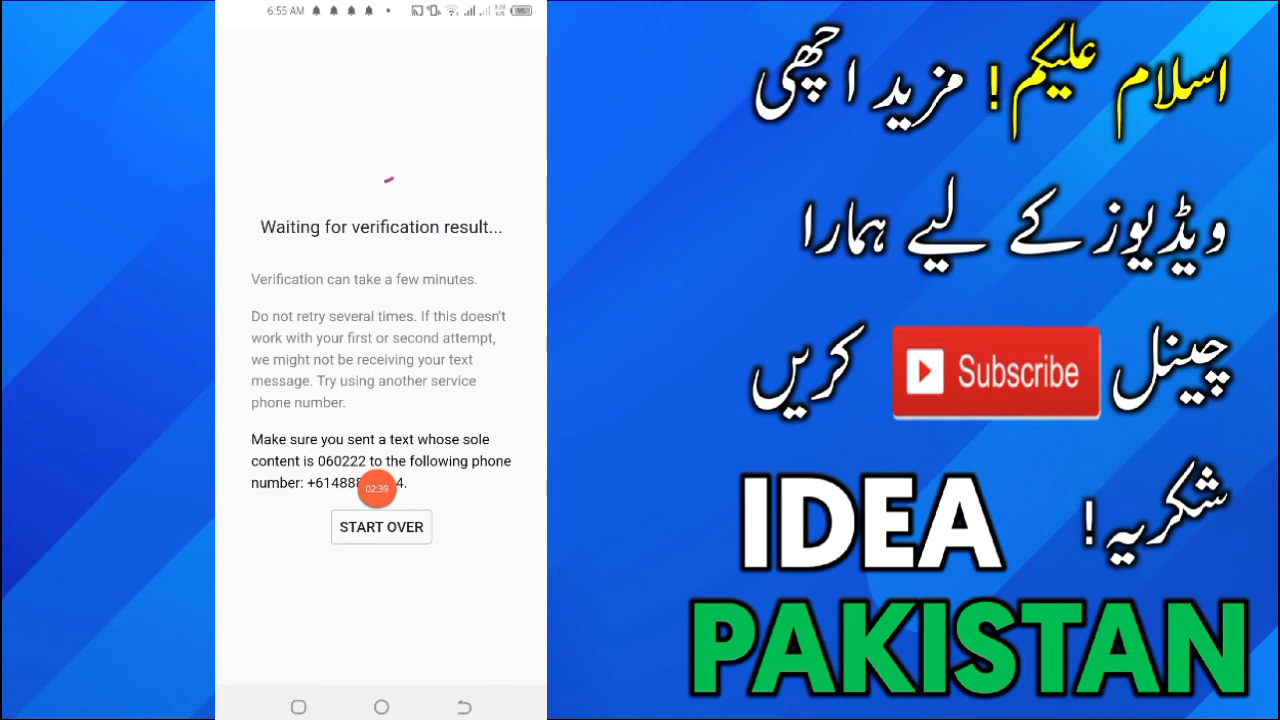 6:55 AM
Waiting for verification result...
Verification can take a few minutes.
Do not retry several times. If this doesn't
work with your first or second attempt,
we might not be receiving your text
message. Try using another service
phone number.
Make sure you sent a text whose sole
content is 060222 to the following phone
number: +61488 4.
02:39
START OVER
اسلام علیکم! مزید اچھی
ویڈیوز کے لیے ہمارا
چینل Subscribe کریں
شکریہ! IDEA
PAKISTAN